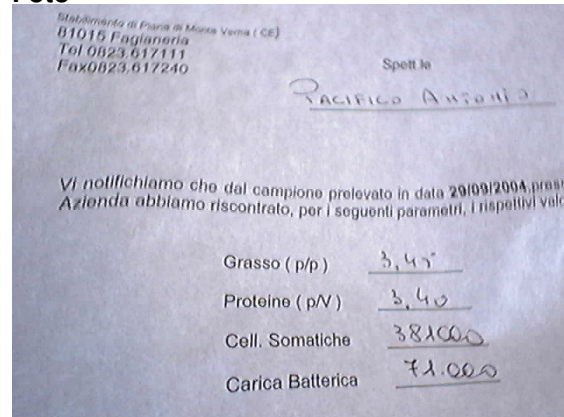 Stabilimento di Piana di Monte Verna ( CE)
81015 Fagianeria
Tel 0823.617111
Fax0823.617240
Spett.le
PACIFICO ANTONIO
Vi notifichiamo che dal campione prelevato in data 29/09/2004,
Azienda abbiamo riscontrato, per i seguenti parametri, i rispettivi
Grasso ( p/p ) 3,45
Proteine ( p/V ) 3,40
Cell. Somatiche 381000
Carica Batterica 71.000